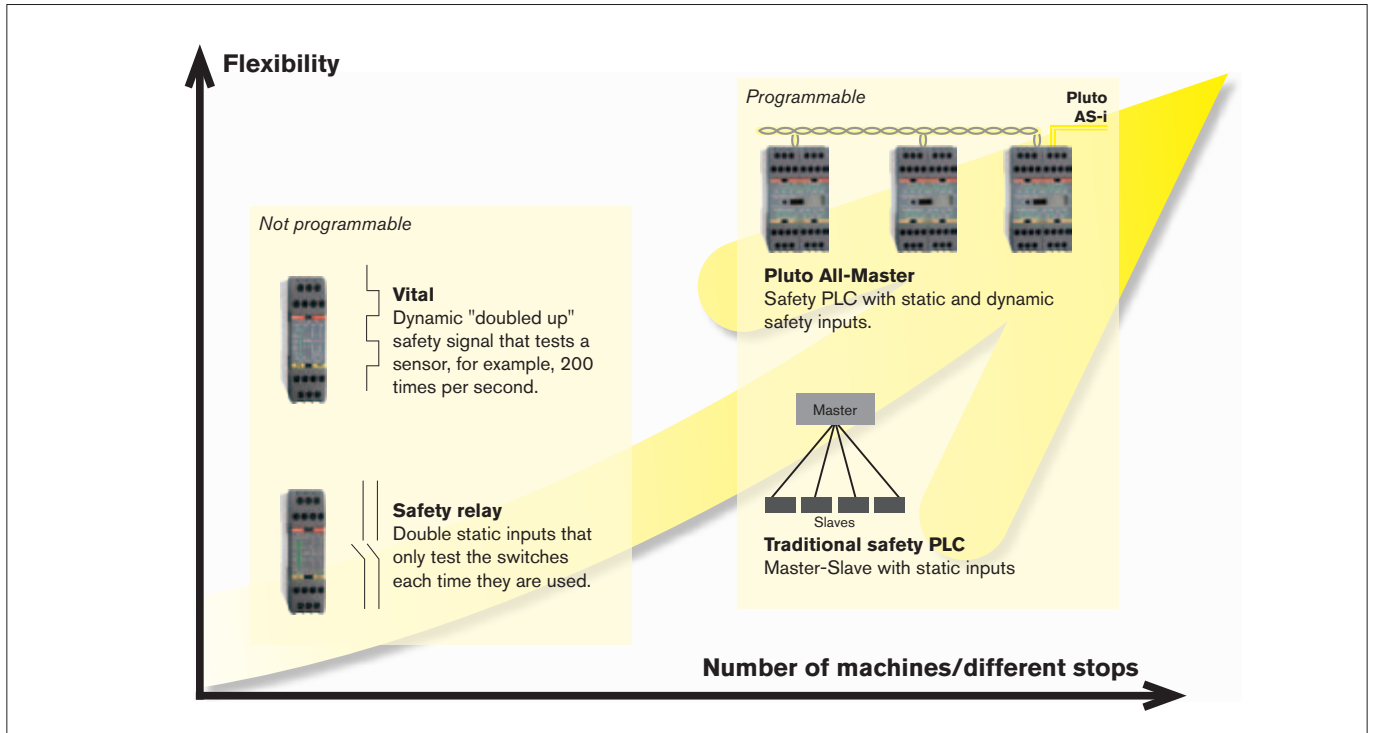 Flexibility
Programmable
Pluto
AS-i
Not programmable
Vital
Dynamic "doubled up"
safety signal that tests a
sensor, for example, 200
times per second.
Pluto All-Master
Safety PLC with static and dynamic
safety inputs.
Master
Slaves
Safety relay
Double static inputs that
only test the switches
each time they are used.
Traditional safety PLC
Master-Slave with static inputs
Number of machines/different stops